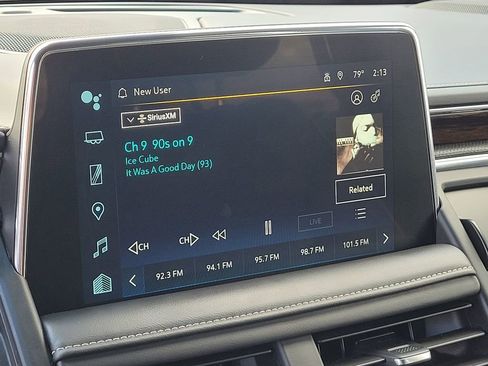 New User
79° 2:13
SiriusXM
Ch 9 90s on 9
Ice Cube
It Was A Good Day (93)
Related
CH CH LIVE
92.3 FM 94.1 FM 95.7 FM 98.7 FM 101.5 FM